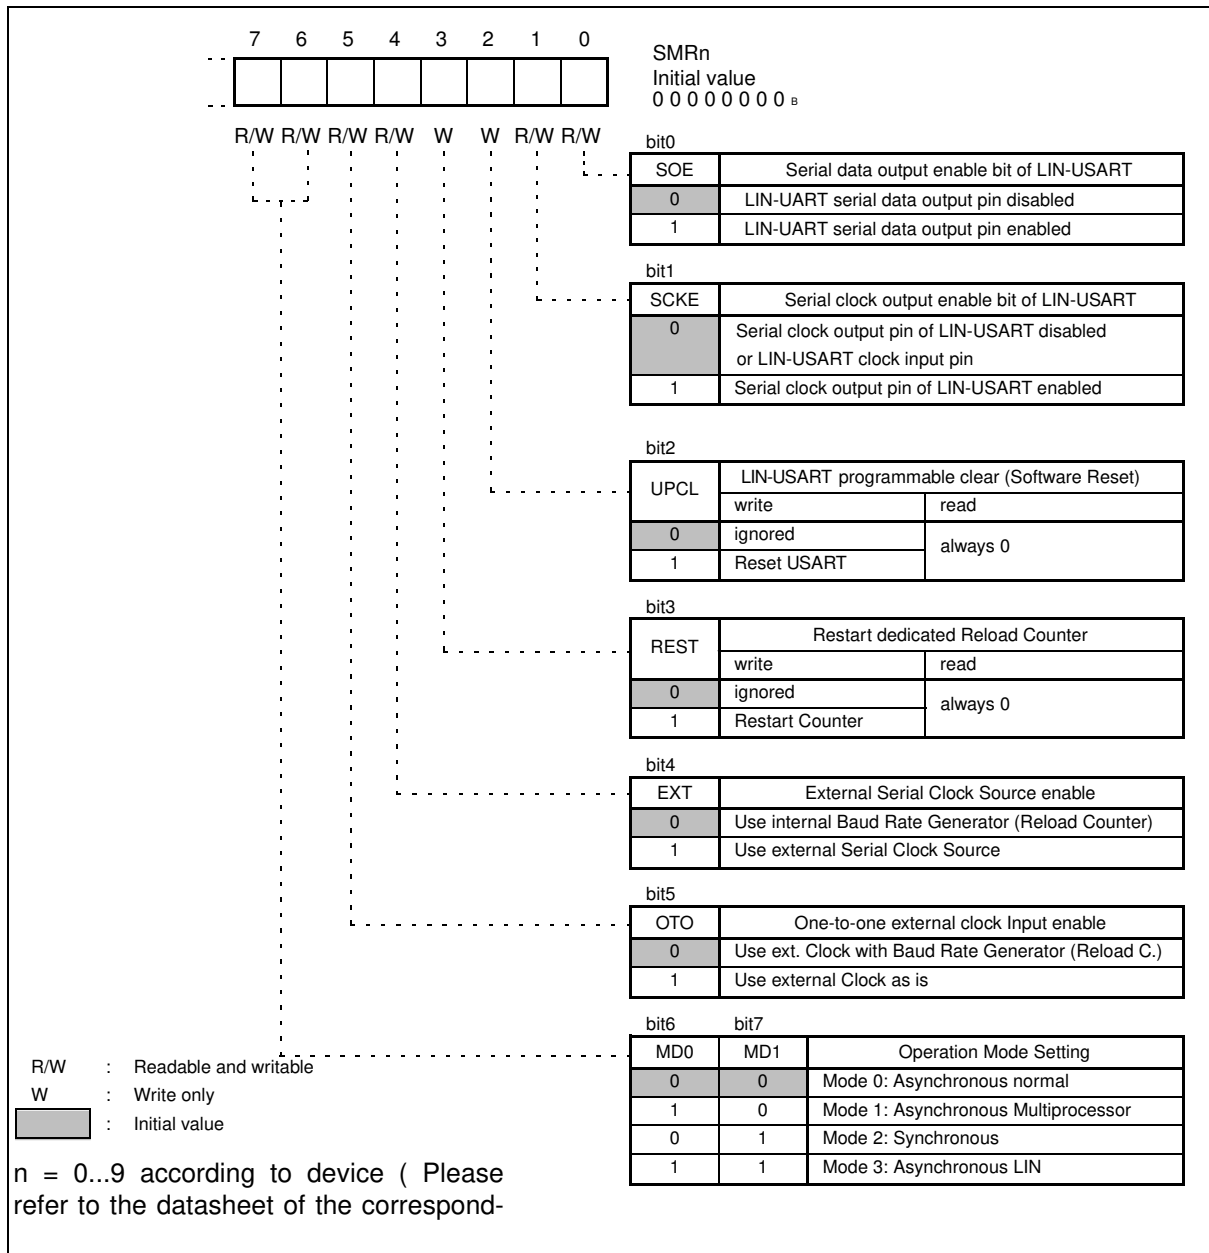 7 6 5 4 3 2 1 0
SMRn
Initial value
0 0 0 0 0 0 0 0 B
R/W R/W R/W R/W W W R/W R/W
bit0
SOE Serial data output enable bit of LIN-USART
0 LIN-UART serial data output pin disabled
1 LIN-UART serial data output pin enabled
bit1
SCKE Serial clock output enable bit of LIN-USART
0 Serial clock output pin of LIN-USART disabled
or LIN-USART clock input pin
1 Serial clock output pin of LIN-USART enabled
bit2
UPCL LIN-USART programmable clear (Software Reset)
write read
0 ignored always 0
1 Reset USART
bit3
REST Restart dedicated Reload Counter
write read
0 ignored always 0
1 Restart Counter
bit4
EXT External Serial Clock Source enable
0 Use internal Baud Rate Generator (Reload Counter)
1 Use external Serial Clock Source
bit5
OTO One-to-one external clock Input enable
0 Use ext. Clock with Baud Rate Generator (Reload C.)
1 Use external Clock as is
bit6 bit7
MD0 MD1 Operation Mode Setting
0 0 Mode 0: Asynchronous normal
1 0 Mode 1: Asynchronous Multiprocessor
0 1 Mode 2: Synchronous
1 1 Mode 3: Asynchronous LIN
R/W : Readable and writable
W : Write only
: Initial value
n = 0...9 according to device ( Please
refer to the datasheet of the correspond-